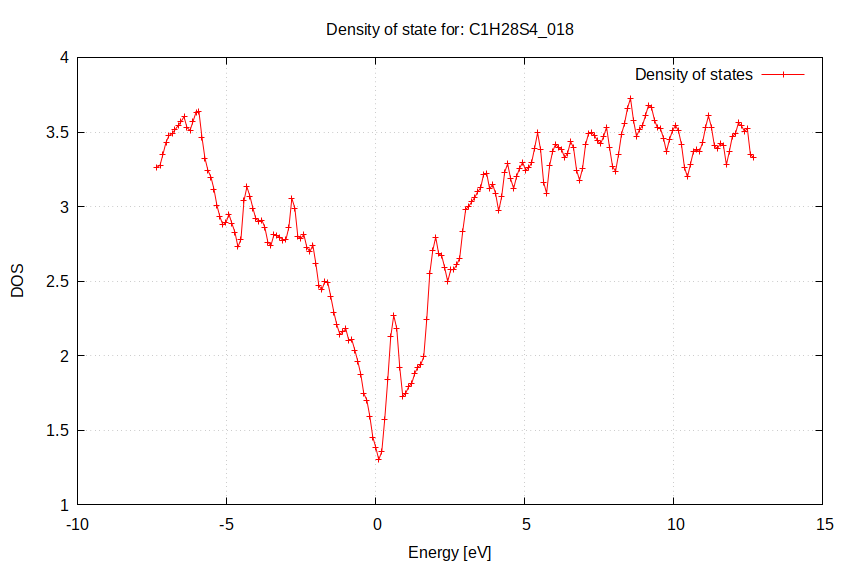 Density of state for: C1H28S4_018
Density of states
4
3.5
3
2.5
2
1.5
1
DOS
-10 -5 0 5 10 15
Energy [eV]